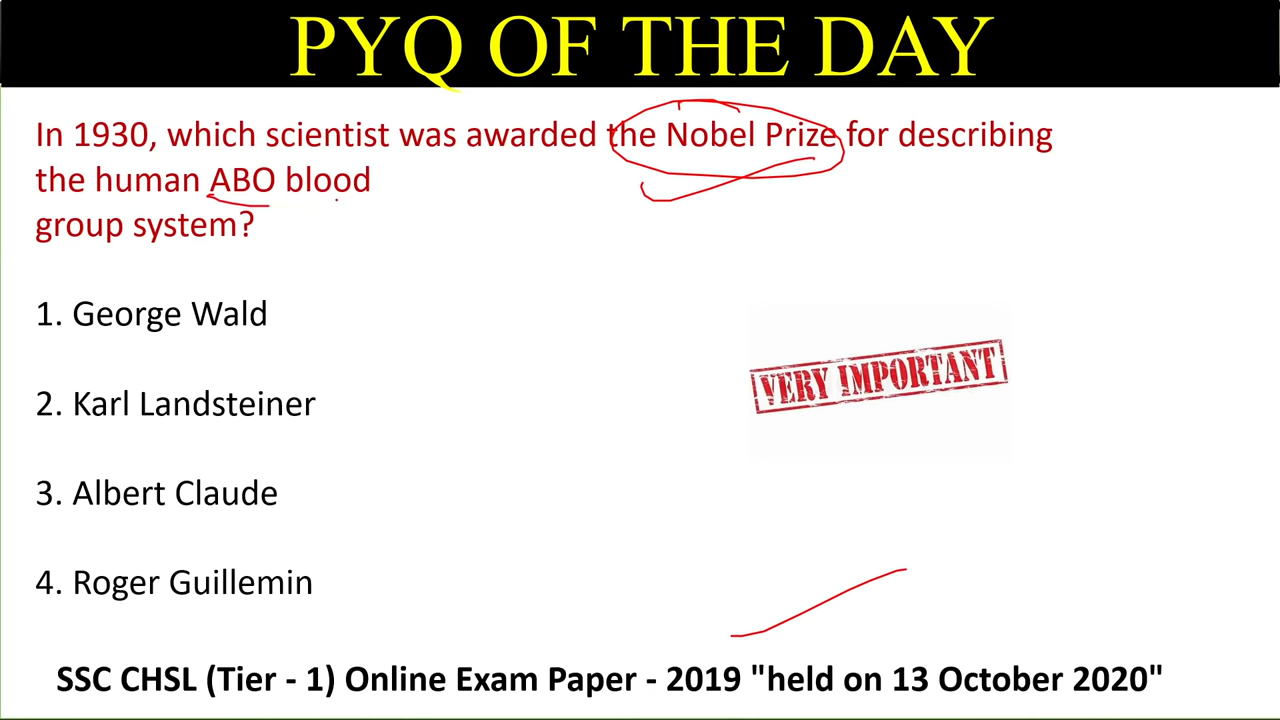 PYQ OF THE DAY
In 1930, which scientist was awarded the Nobel Prize for describing
the human ABO blood
group system?
1. George Wald
2. Karl Landsteiner
VERY IMPORTANT
3. Albert Claude
4. Roger Guillemin
SSC CHSL (Tier - 1) Online Exam Paper - 2019 "held on 13 October 2020"